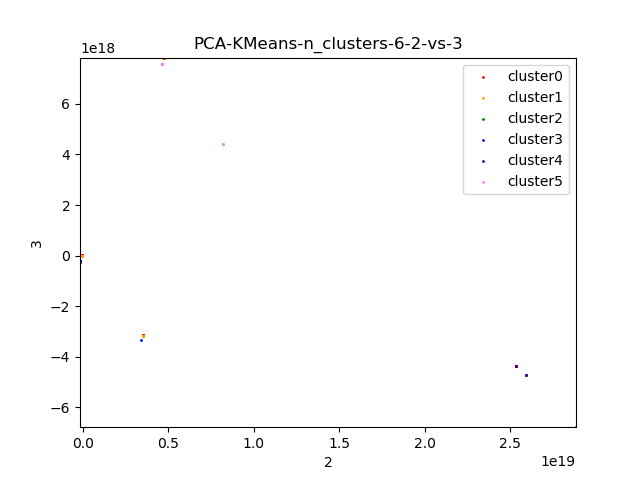 PCA-KMeans-n_clusters-6-2-vs-3
1e18
cluster0
cluster1
cluster2
cluster3
cluster4
cluster5
6
4
2
0
−2
−4
−6
3
0.0 0.5 1.0 1.5 2.0 2.5
2
1e19